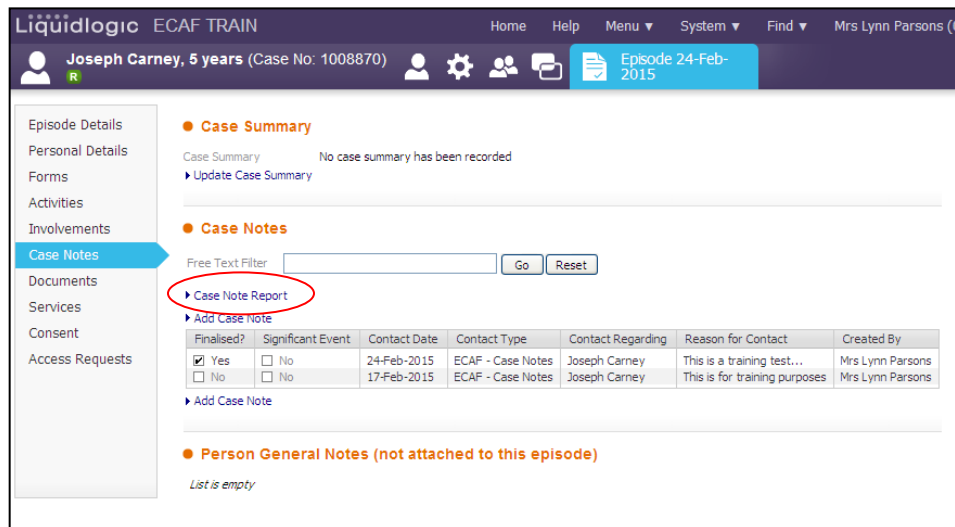 Liquidlogic ECAF TRAIN Home Help Menu ▼ System ▼ Find ▼ Mrs Lynn Parsons (
Joseph Carney, 5 years (Case No: 1008870)
R
Episode 24-Feb-
2015
Episode Details
Personal Details
Forms
Activities
Involvements
Case Notes
Documents
Services
Consent
Access Requests
Case Summary
Case Summary No case summary has been recorded
Update Case Summary
Case Notes
Free Text Filter Go Reset
Case Note Report
Add Case Note
Finalised? Significant Event Contact Date Contact Type Contact Regarding Reason for Contact Created By
Yes No 24-Feb-2015 ECAF - Case Notes Joseph Carney This is a training test... Mrs Lynn Parsons
No No 17-Feb-2015 ECAF - Case Notes Joseph Carney This is for training purposes Mrs Lynn Parsons
Add Case Note
Person General Notes (not attached to this episode)
List is empty